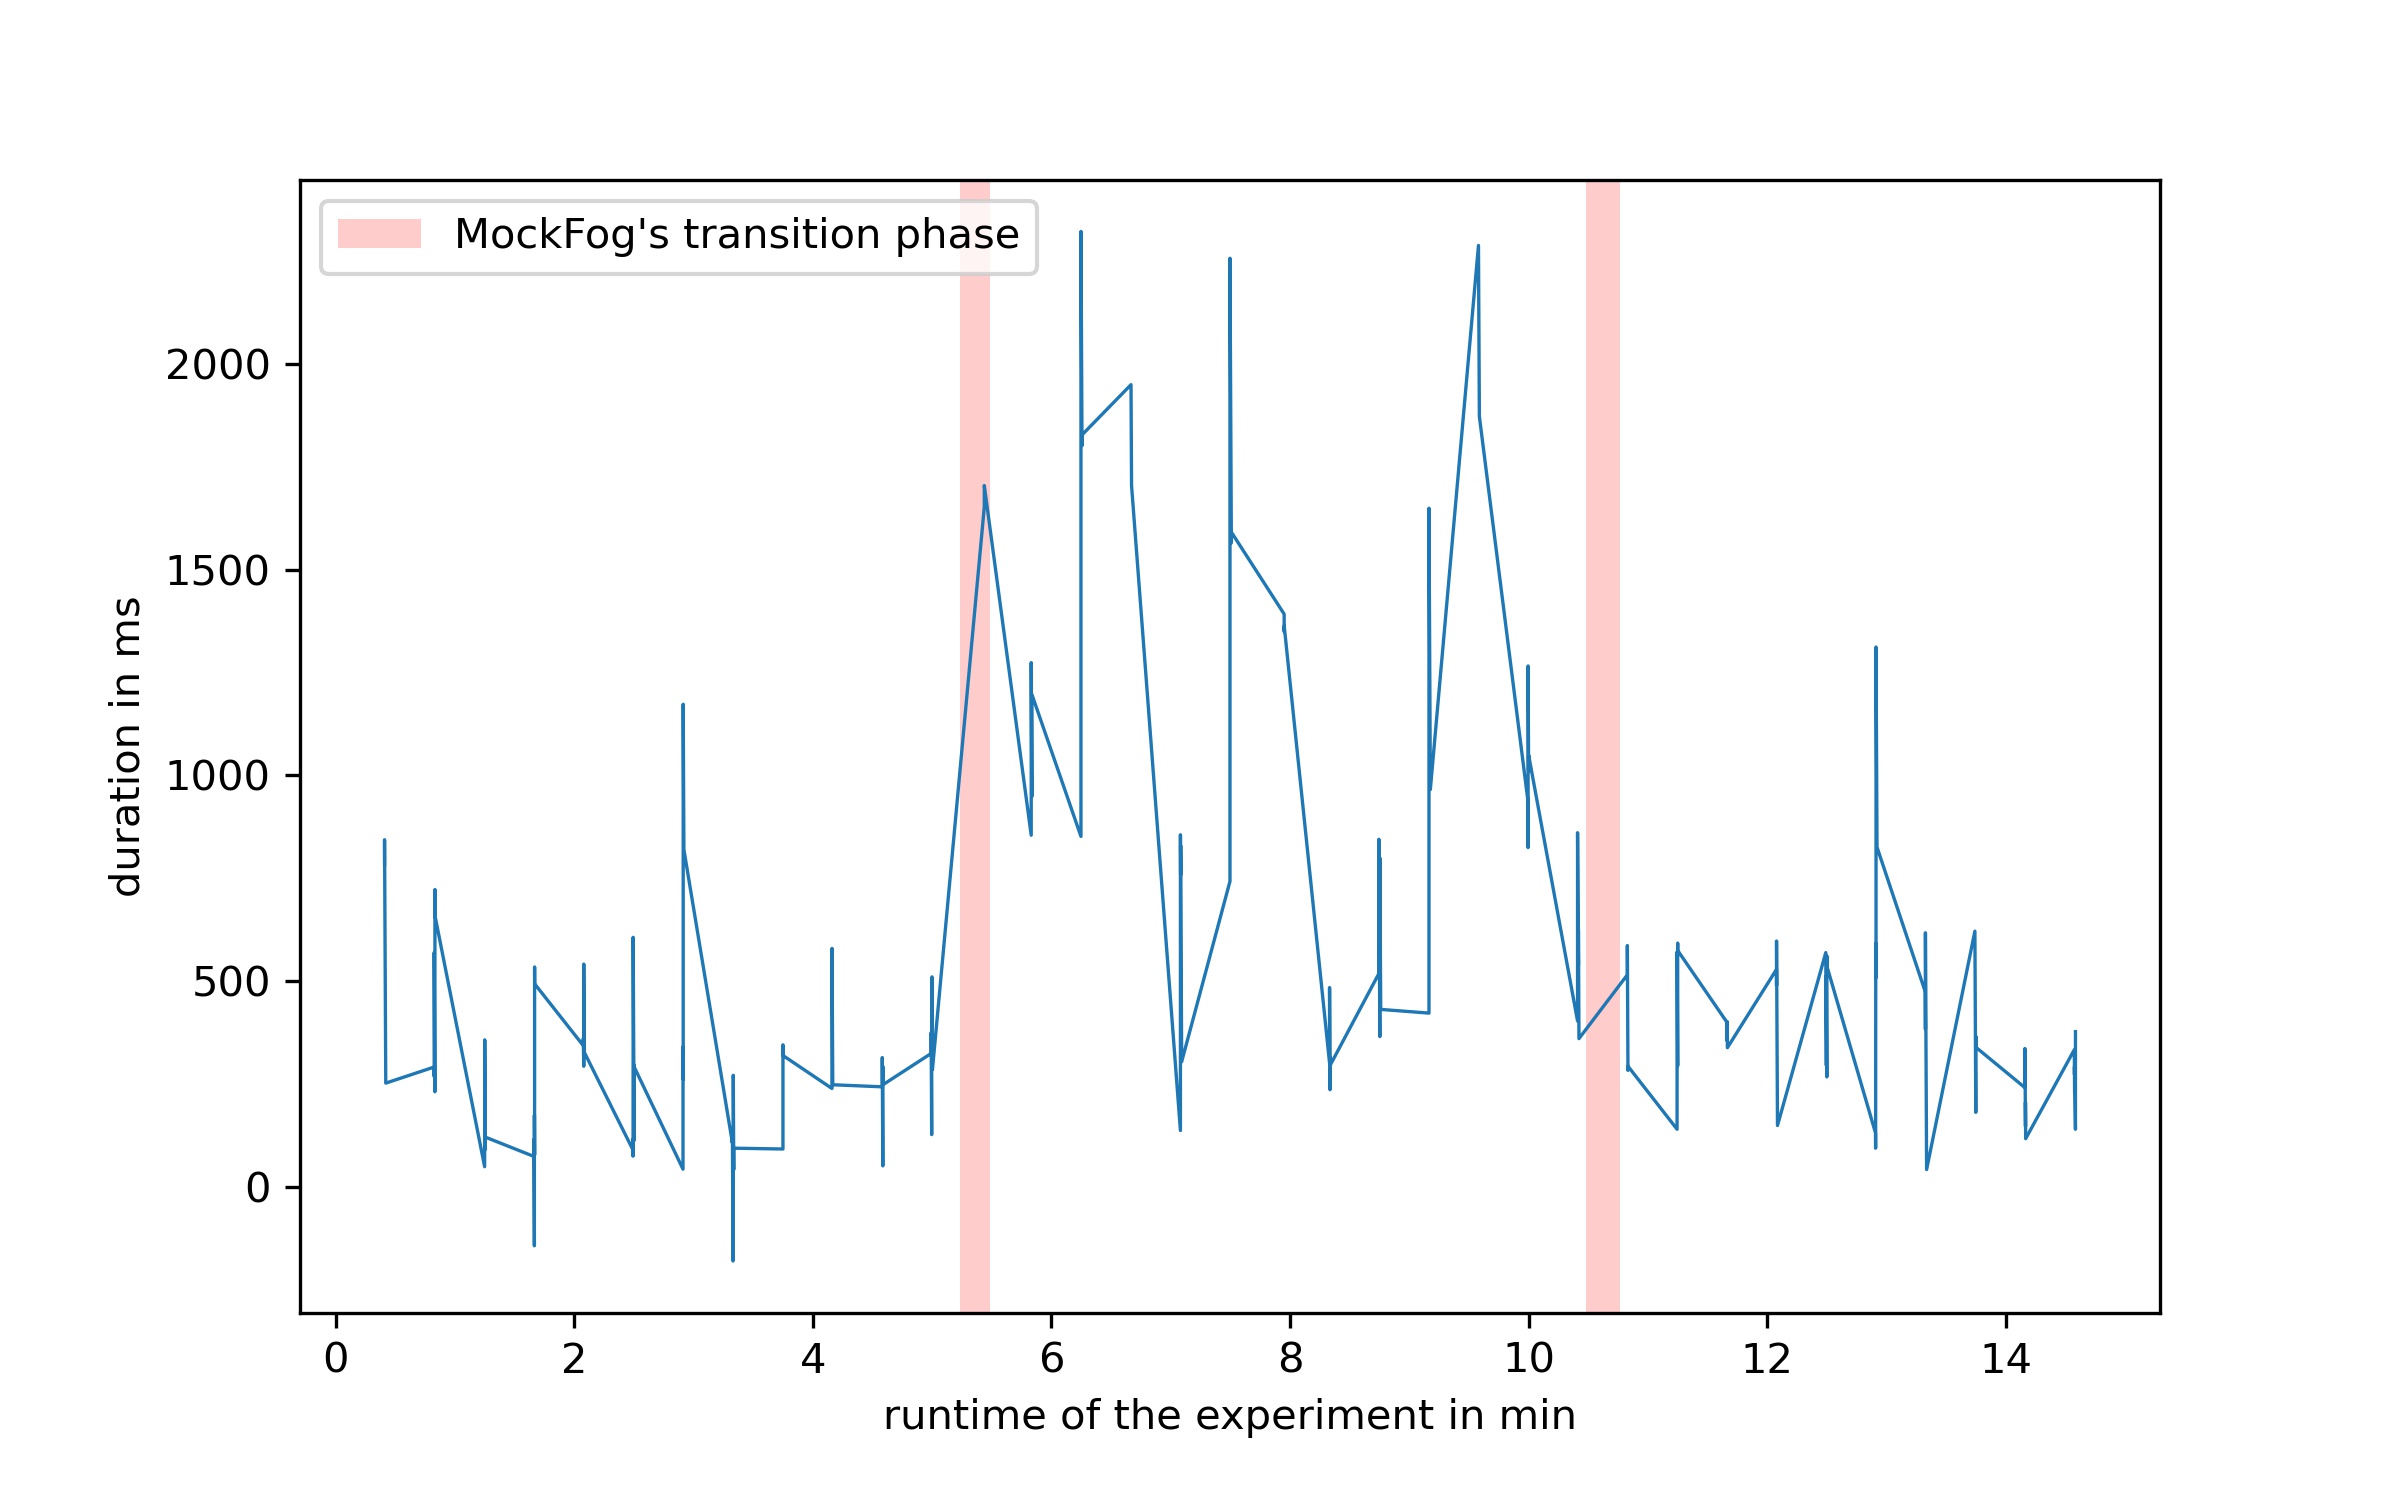 MockFog's transition phase
2000
1500
1000
500
0
duration in ms
0 2 4 6 8 10 12 14
runtime of the experiment in min